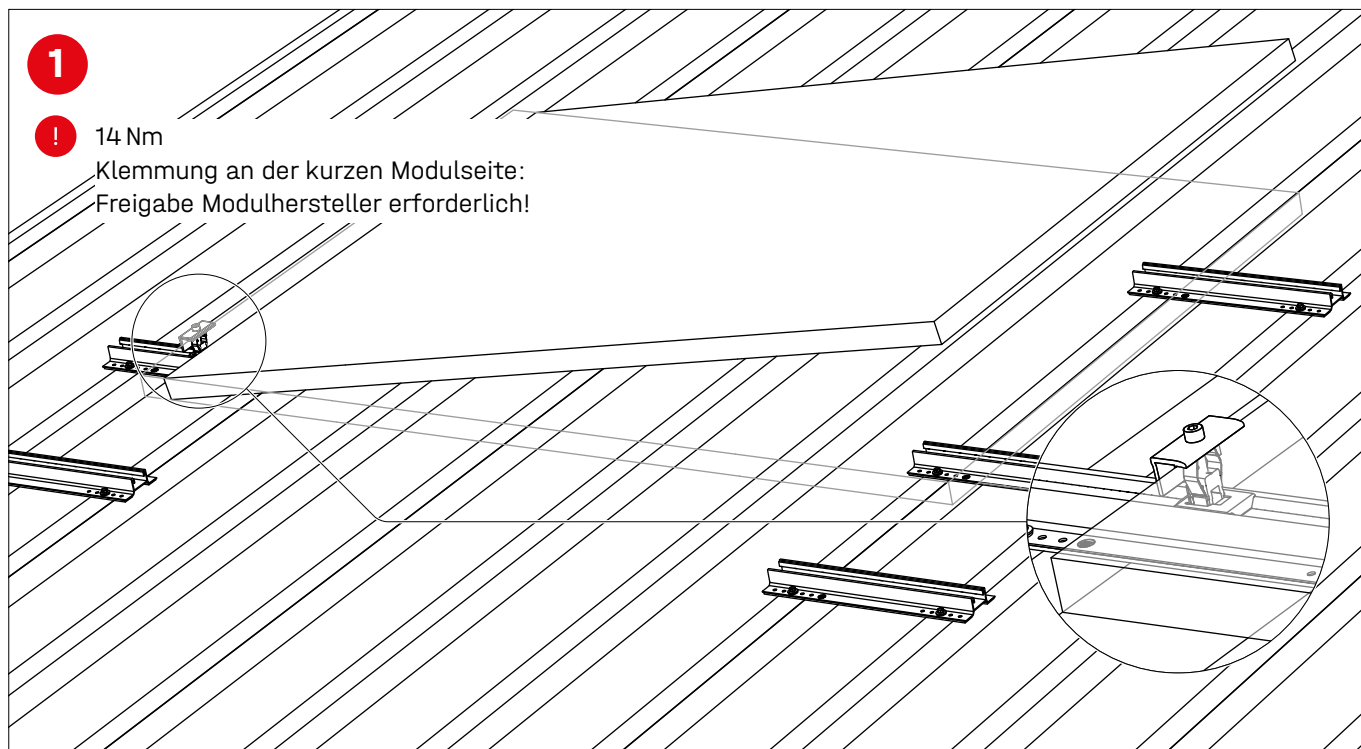 1
! 14 Nm
Klemmung an der kurzen Modulseite:
Freigabe Modulhersteller erforderlich!